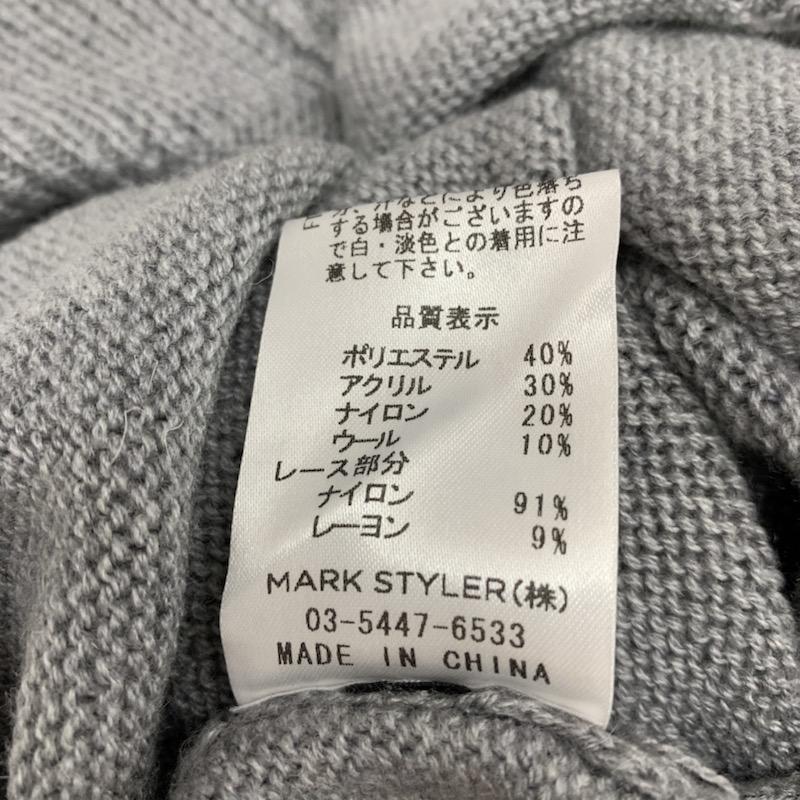 汗などにより色落ち
する場合がございますの
で白・淡色との着用に注
意して下さい。
品質表示
ポリエステル 40%
アクリル 30%
ナイロン 20%
ウール 10%
レース部分
ナイロン 91%
レーヨン 9%
MARK STYLER(株)
03-5447-6533
MADE IN CHINA